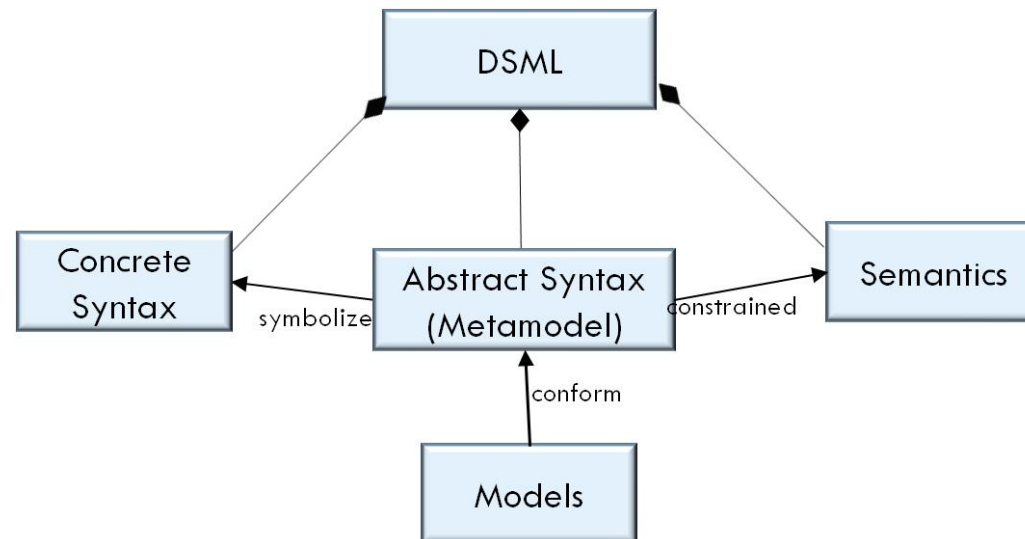 DSML
Concrete
Syntax
symbolize
Abstract Syntax
(Metamodel)
constrained
Semantics
conform
Models